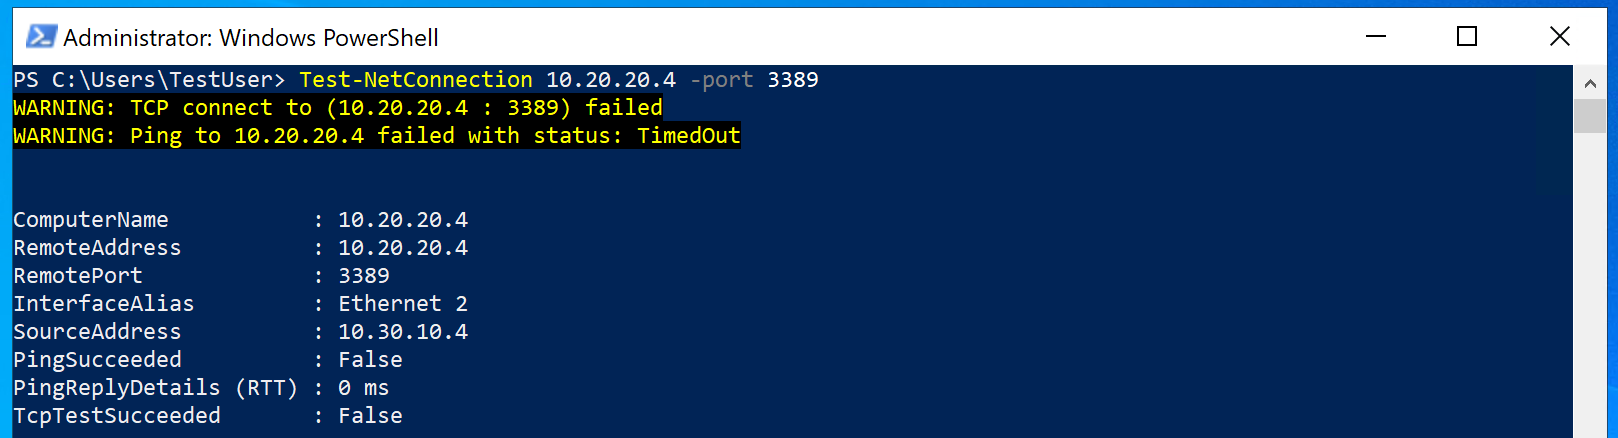 Administrator: Windows PowerShell
PS C:\Users\TestUser> Test-NetConnection 10.20.20.4 -port 3389
WARNING: TCP connect to (10.20.20.4 : 3389) failed
WARNING: Ping to 10.20.20.4 failed with status: TimedOut
ComputerName           : 10.20.20.4
RemoteAddress          : 10.20.20.4
RemotePort             : 3389
InterfaceAlias         : Ethernet 2
SourceAddress          : 10.30.10.4
PingSucceeded          : False
PingReplyDetails (RTT) : 0 ms
TcpTestSucceeded       : False